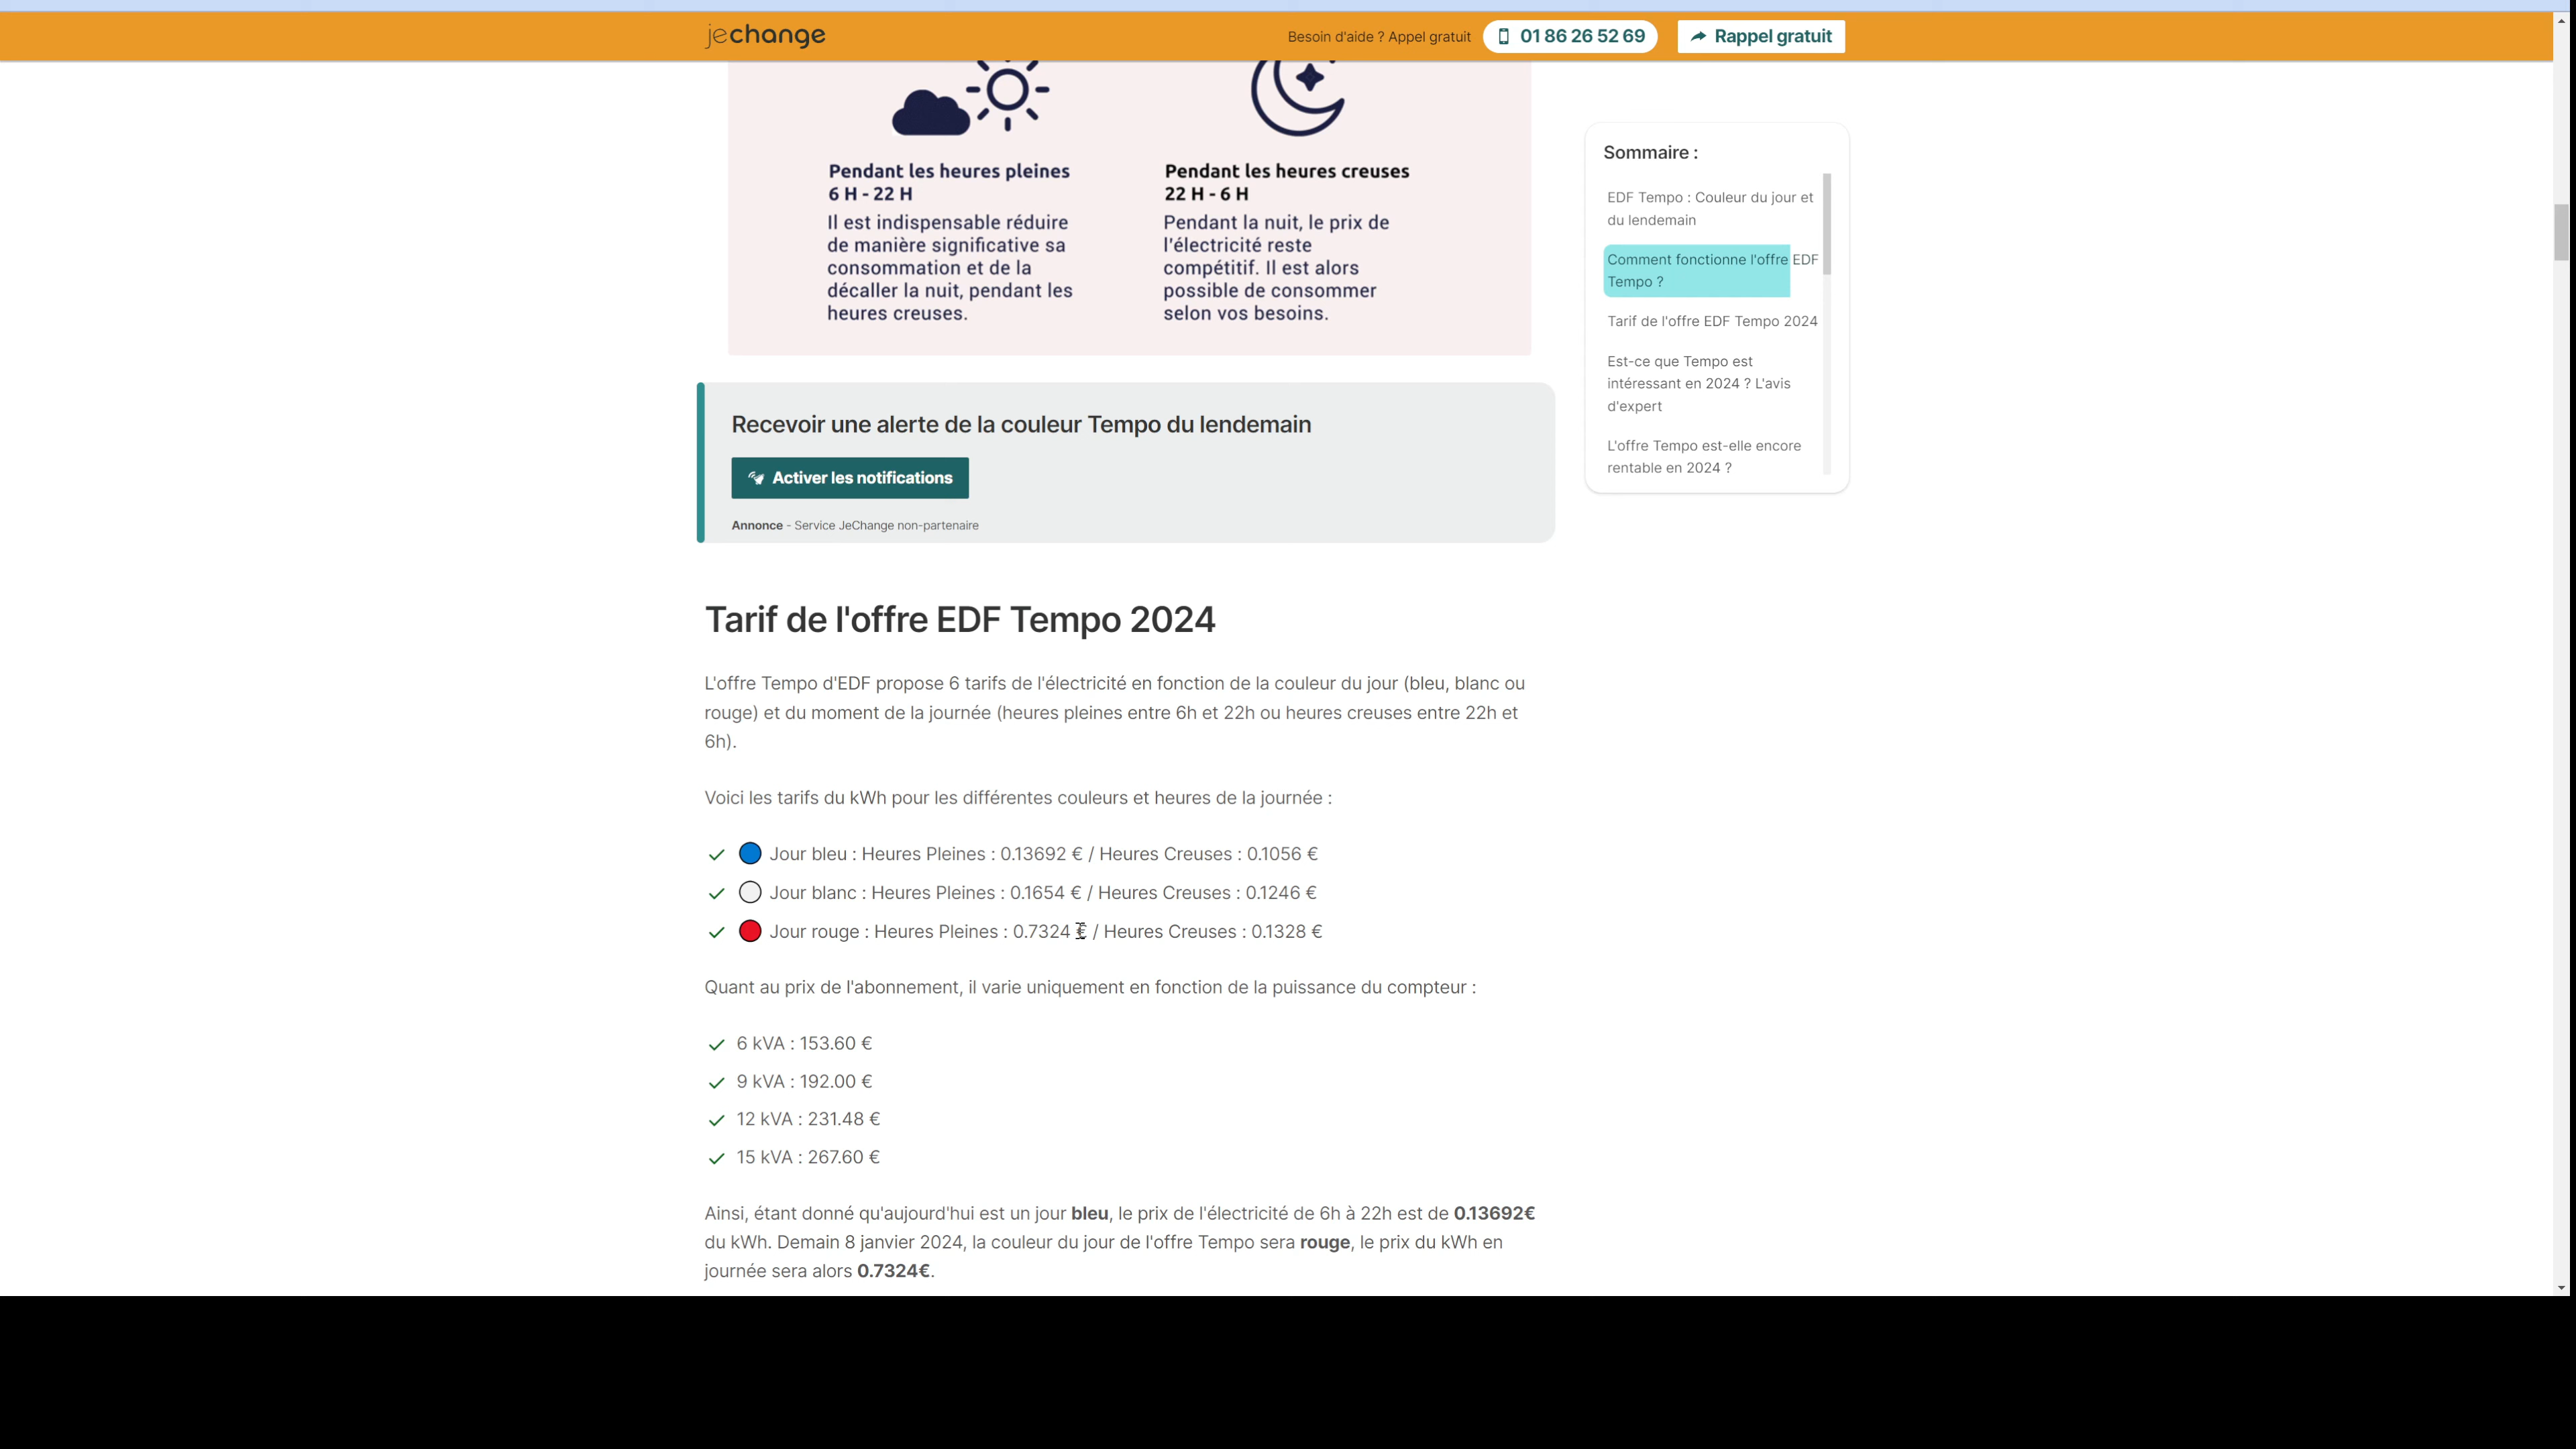 jechange
Besoin d'aide ? Appel gratuit
01 86 26 52 69
Rappel gratuit
Pendant les heures pleines
6 H - 22 H
Il est indispensable réduire
de manière significative sa
consommation et de la
décaller la nuit, pendant les
heures creuses.
Pendant les heures creuses
22 H - 6 H
Pendant la nuit, le prix de
l'électricité reste
compétitif. Il est alors
possible de consommer
selon vos besoins.
Sommaire :
EDF Tempo : Couleur du jour et
du lendemain
Comment fonctionne l'offre EDF
Tempo ?
Tarif de l'offre EDF Tempo 2024
Est-ce que Tempo est
intéressant en 2024 ? L'avis
d'expert
L'offre Tempo est-elle encore
rentable en 2024 ?
Recevoir une alerte de la couleur Tempo du lendemain
Activer les notifications
Annonce - Service JeChange non-partenaire
Tarif de l'offre EDF Tempo 2024
L'offre Tempo d'EDF propose 6 tarifs de l'électricité en fonction de la couleur du jour (bleu, blanc ou
rouge) et du moment de la journée (heures pleines entre 6h et 22h ou heures creuses entre 22h et
6h).
Voici les tarifs du kWh pour les différentes couleurs et heures de la journée :
Jour bleu : Heures Pleines : 0.13692 € / Heures Creuses : 0.1056 €
Jour blanc : Heures Pleines : 0.1654 € / Heures Creuses : 0.1246 €
Jour rouge : Heures Pleines : 0.7324 € / Heures Creuses : 0.1328 €
Quant au prix de l'abonnement, il varie uniquement en fonction de la puissance du compteur :
6 kVA : 153.60 €
9 kVA : 192.00 €
12 kVA : 231.48 €
15 kVA : 267.60 €
Ainsi, étant donné qu'aujourd'hui est un jour bleu, le prix de l'électricité de 6h à 22h est de 0.13692€
du kWh. Demain 8 janvier 2024, la couleur du jour de l'offre Tempo sera rouge, le prix du kWh en
journée sera alors 0.7324€.